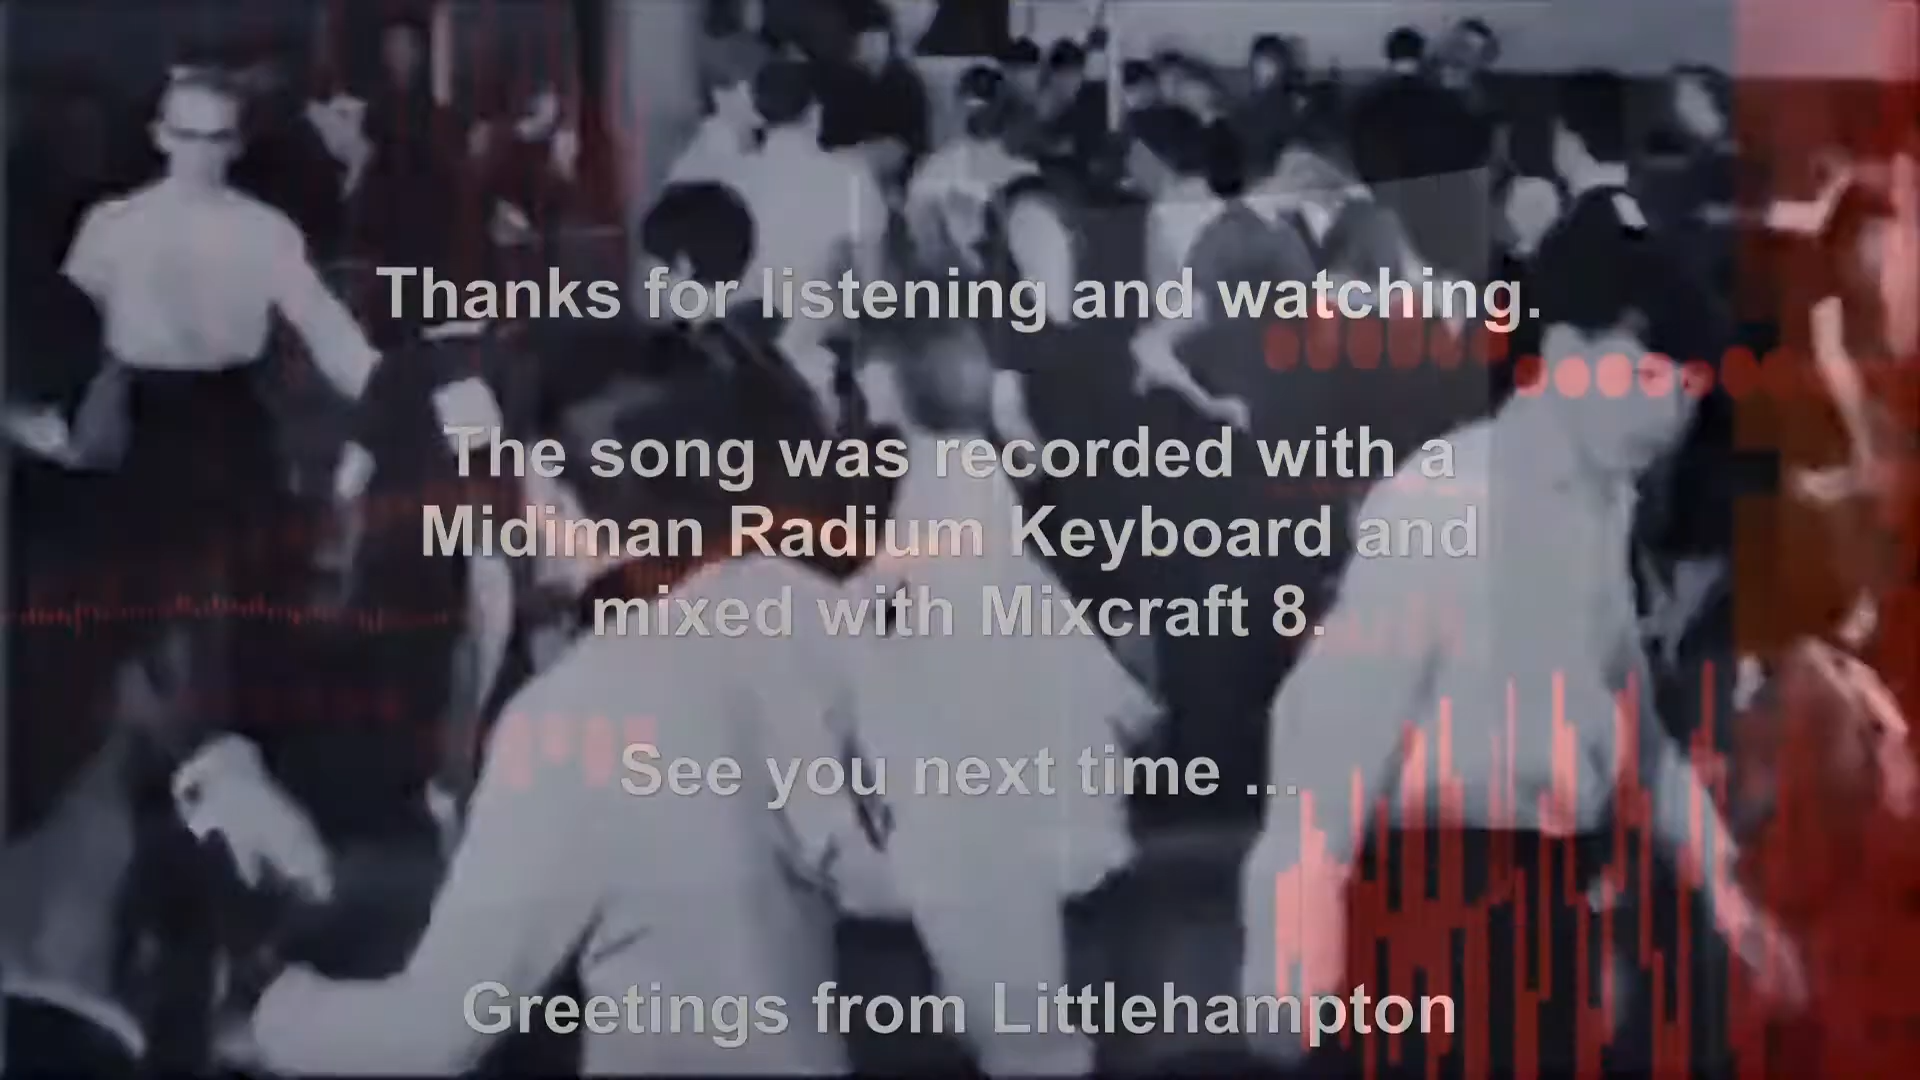 Thanks for listening and watching.
The song was recorded with a
Midiman Radium Keyboard and
mixed with Mixcraft 8.
See you next time ...
Greetings from Littlehampton